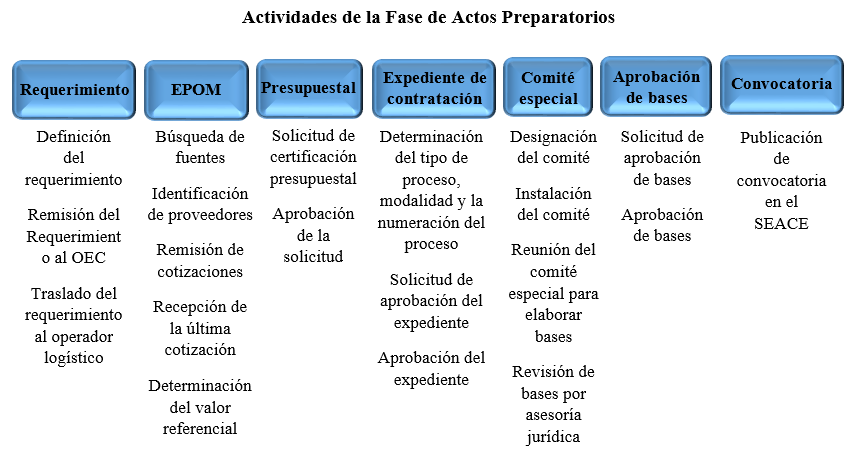 Actividades de la Fase de Actos Preparatorios
Requerimiento
Definición
del
requerimiento
Remisión del
Requerimient
o al OEC
Traslado del
requerimiento
al operador
logístico
EPOM
Búsqueda de
fuentes
Identificación
de proveedores
Remisión de
cotizaciones
Recepción de
la última
cotización
Determinación
del valor
referencial
Presupuestal
Solicitud de
certificación
presupuestal
Aprobación
de la
solicitud
Expediente de
contratación
Determinación
del tipo de
proceso,
modalidad y la
numeración del
proceso
Solicitud de
aprobación del
expediente
Aprobación del
expediente
Comité
especial
Designación
del comité
Instalación
del comité
Reunión del
comité
especial para
elaborar
bases
Revisión de
bases por
asesoría
jurídica
Aprobación
de bases
Solicitud de
aprobación
de bases
Aprobación
de bases
Convocatoria
Publicación
de
convocatoria
en el
SEACE